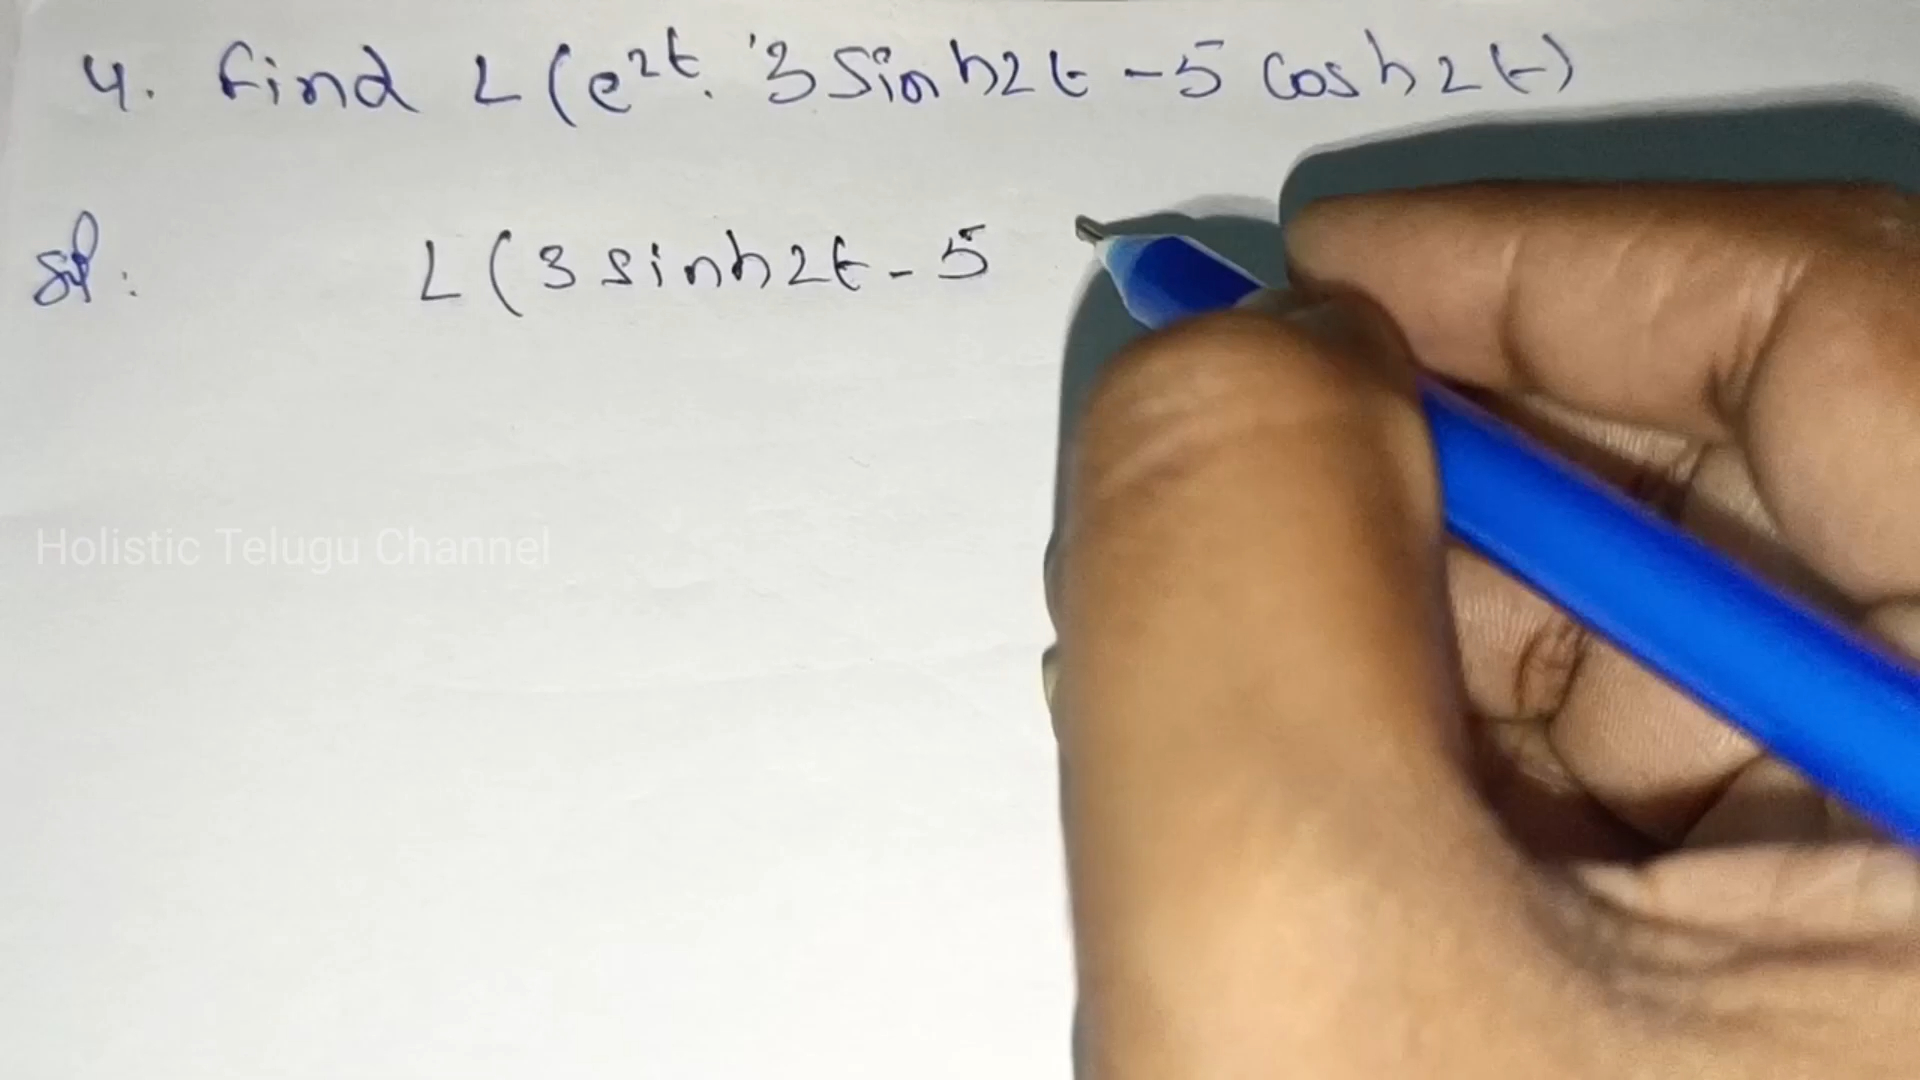 4. Find L(e^2t. 3 Sinh2t - 5 Cosh2t)
Sol: L(3 sinh2t - 5
Holistic Telugu Channel